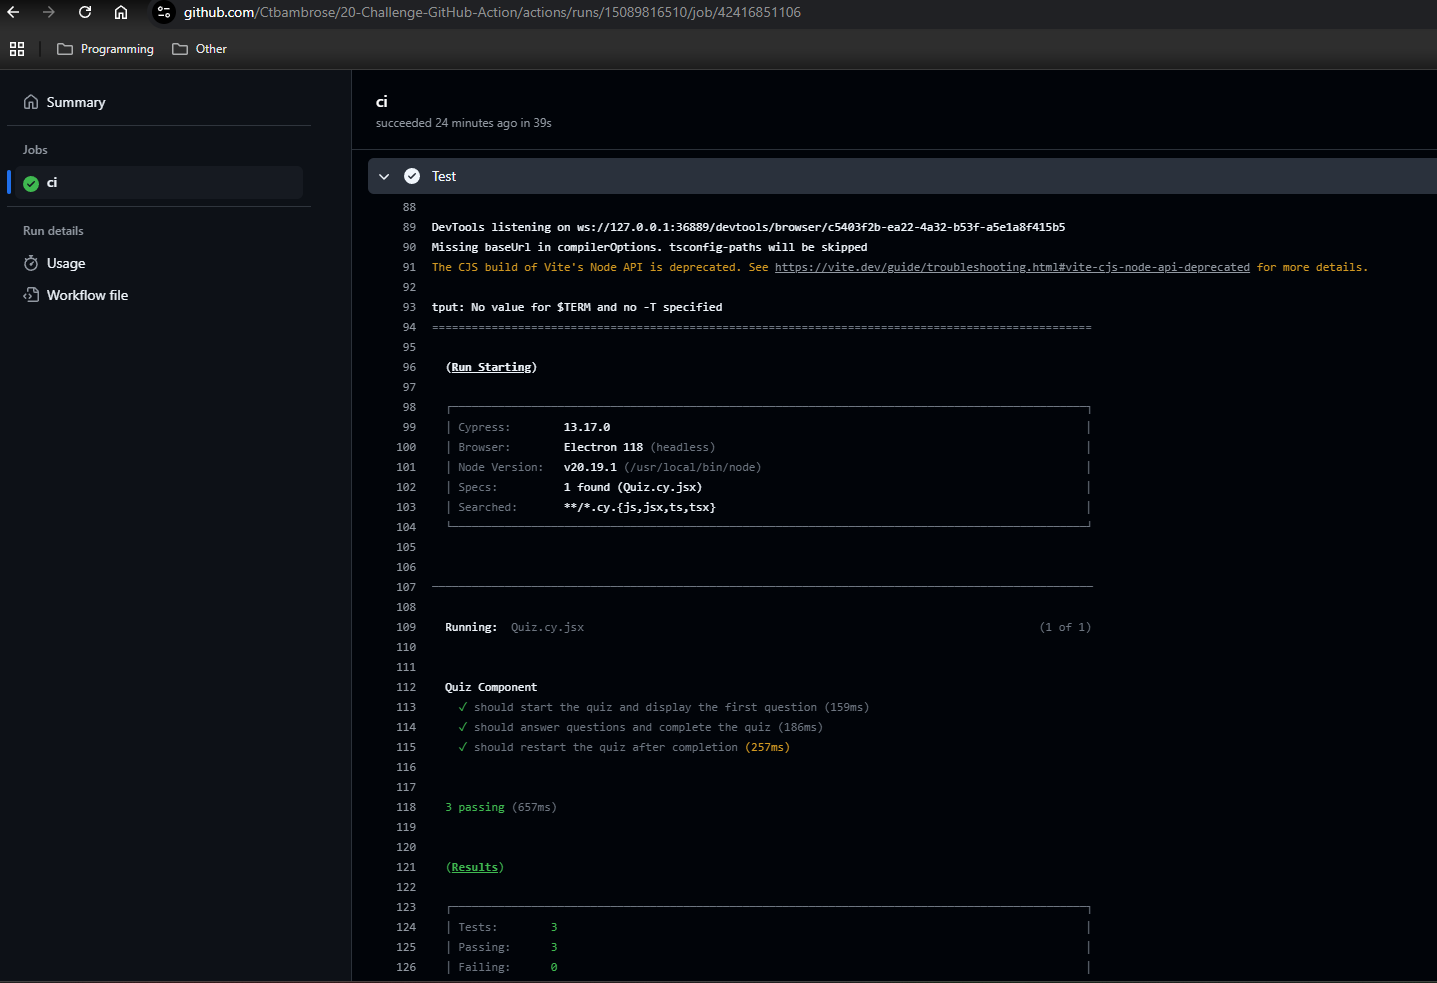 github.com/Ctbambrose/20-Challenge-GitHub-Action/actions/runs/15089816510/job/42416851106
Programming
Other
Summary
Jobs
ci
Run details
Usage
Workflow file
ci
succeeded 24 minutes ago in 39s
Test
88
89 DevTools listening on ws://127.0.0.1:36889/devtools/browser/c5403f2b-ea22-4a32-b53f-a5e1a8f415b5
90 Missing baseUrl in compilerOptions. tsconfig-paths will be skipped
91 The CJS build of Vite's Node API is deprecated. See https://vite.dev/guide/troubleshooting.html#vite-cjs-node-api-deprecated for more details.
92
93 tput: No value for $TERM and no -T specified
94 ====================================================================================================
95
96 (Run Starting)
97
98
99 Cypress: 13.17.0
100 Browser: Electron 118 (headless)
101 Node Version: v20.19.1 (/usr/local/bin/node)
102 Specs: 1 found (Quiz.cy.jsx)
103 Searched: **/*.cy.{js,jsx,ts,tsx}
104
105
106
107
108
109 Running: Quiz.cy.jsx (1 of 1)
110
111
112 Quiz Component
113 ✓ should start the quiz and display the first question (159ms)
114 ✓ should answer questions and complete the quiz (186ms)
115 ✓ should restart the quiz after completion (257ms)
116
117
118 3 passing (657ms)
119
120
121 (Results)
122
123
124 Tests: 3
125 Passing: 3
126 Failing: 0